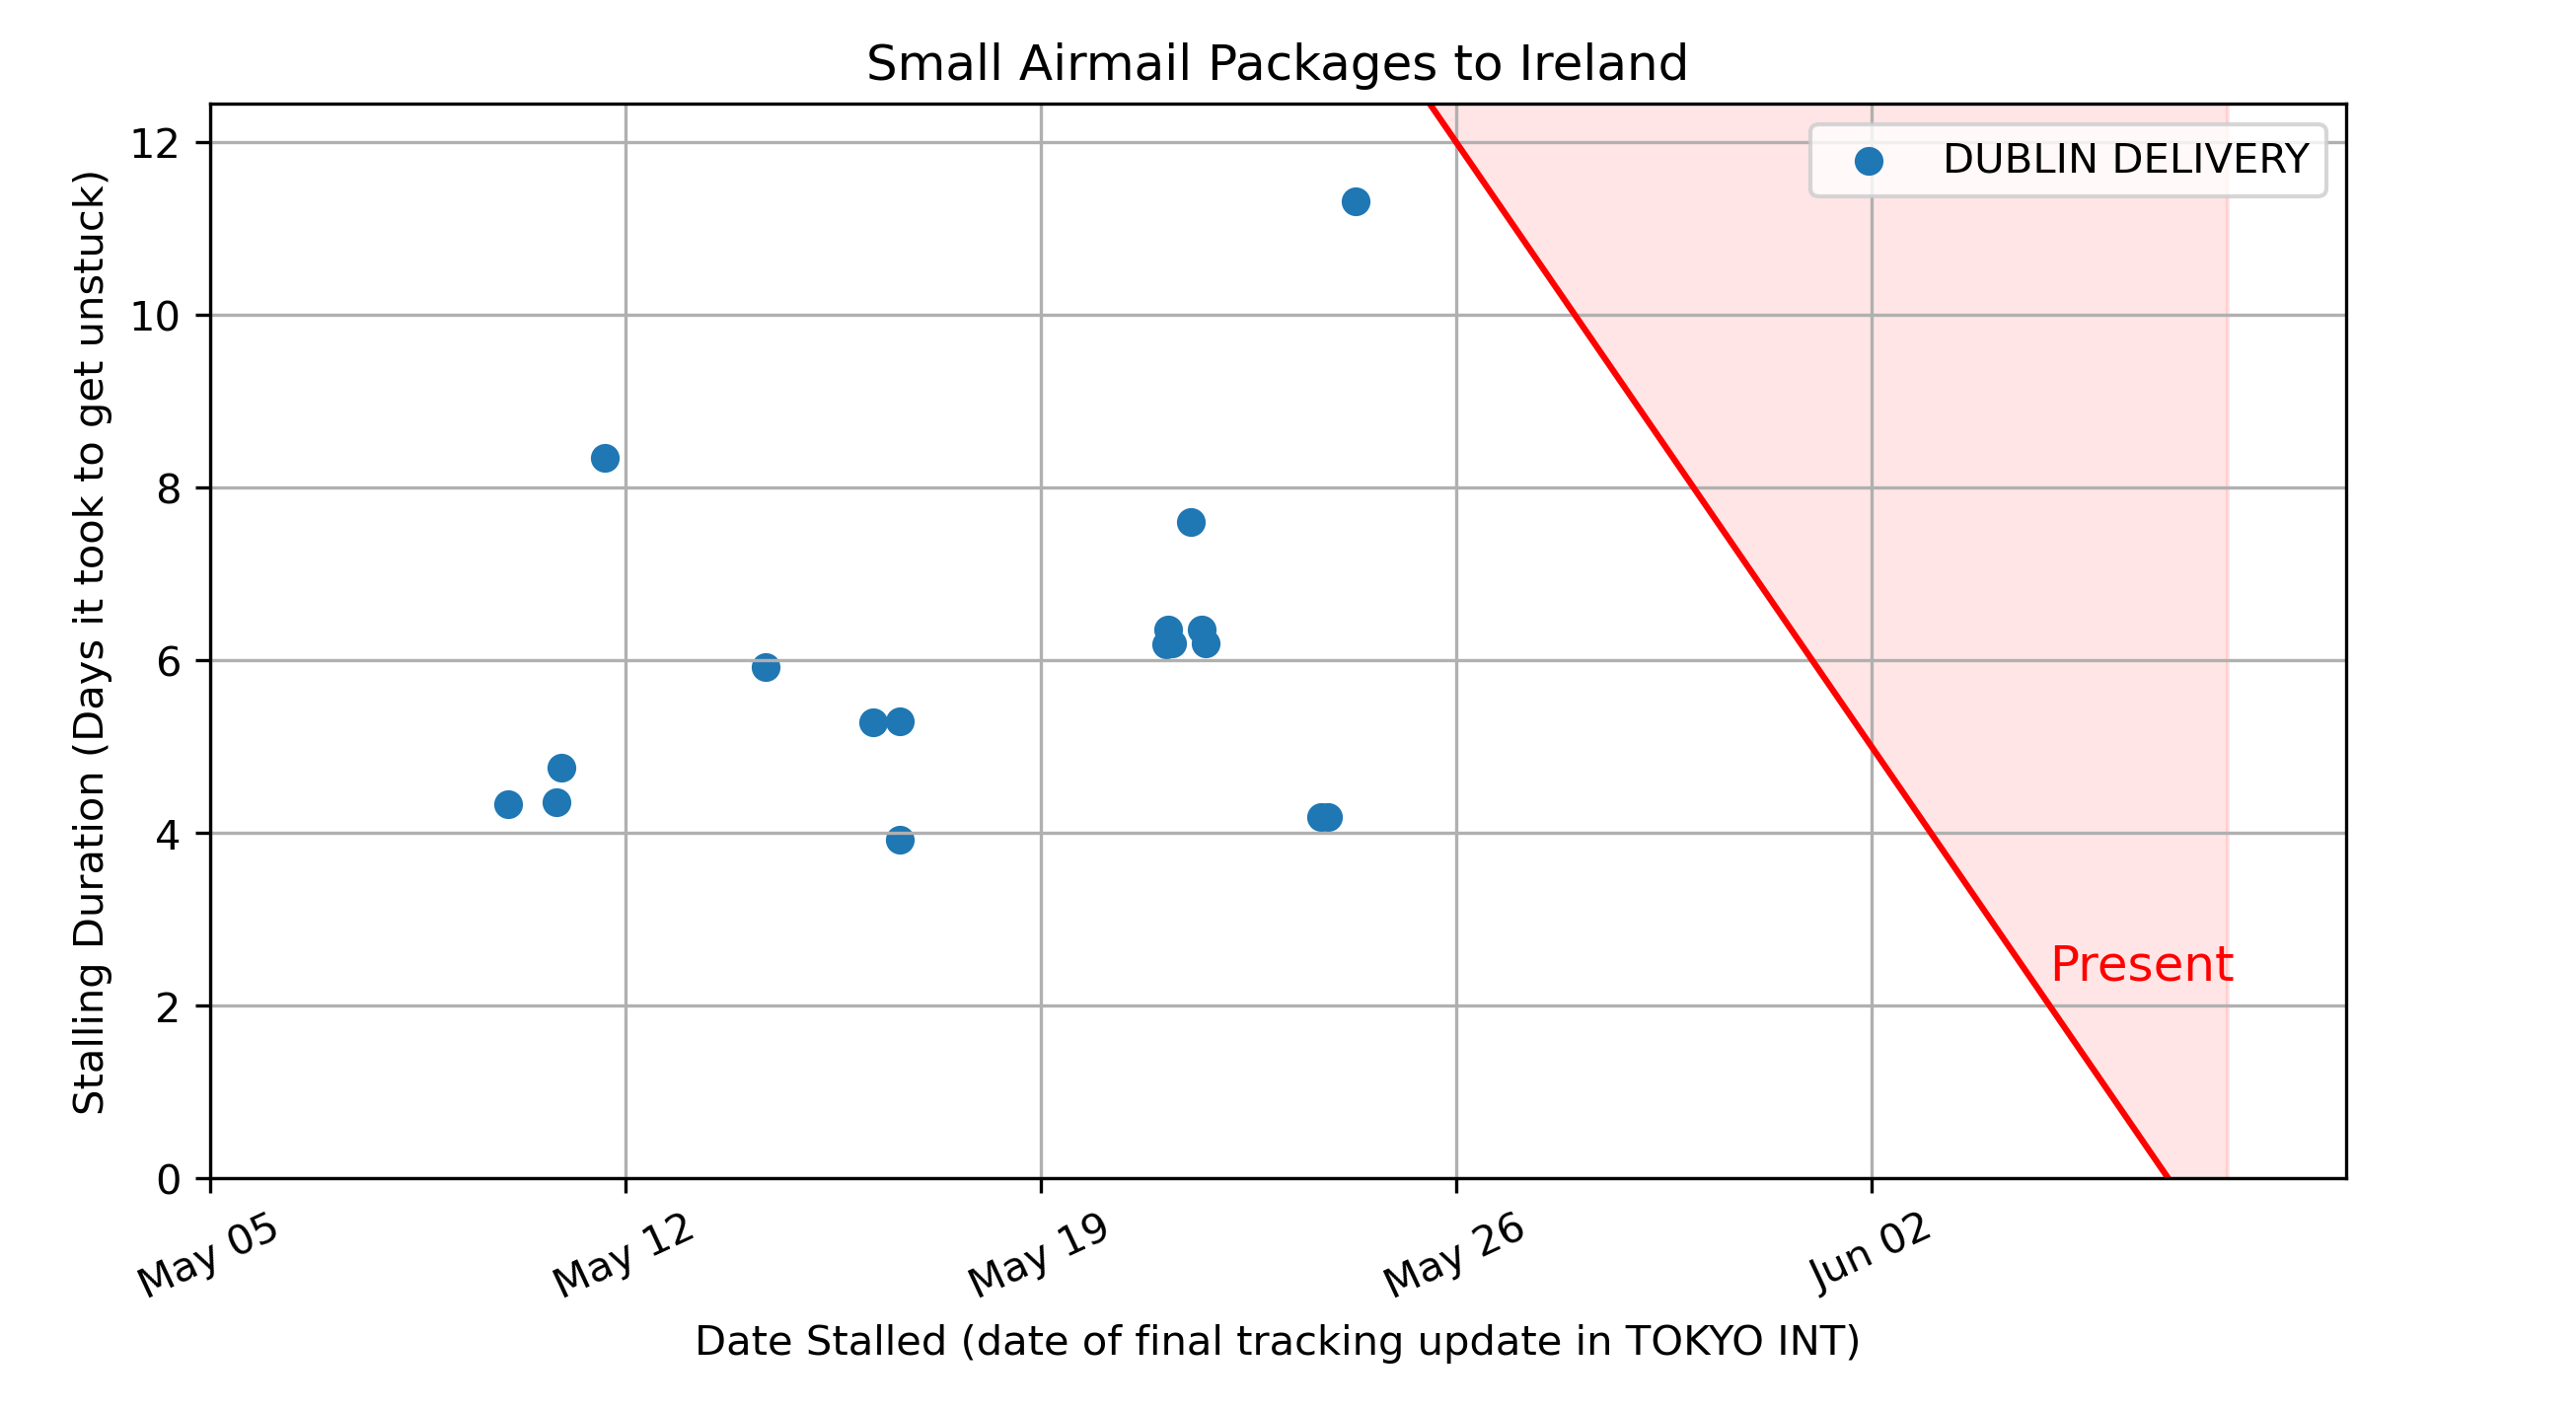 Small Airmail Packages to Ireland
DUBLIN DELIVERY
Present
Stalling Duration (Days it took to get unstuck)
12
10
8
6
4
2
0
May 05
May 12
May 19
May 26
Jun 02
Date Stalled (date of final tracking update in TOKYO INT)